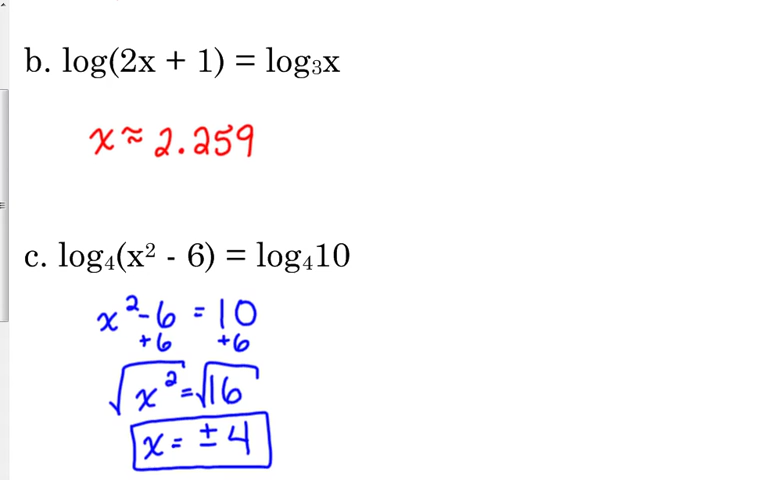 b. log(2x + 1) = log₃x
x ≈ 2.259
c. log₄(x² - 6) = log₄10
x² - 6 = 10
+6 +6
√x² = √16
x = ± 4